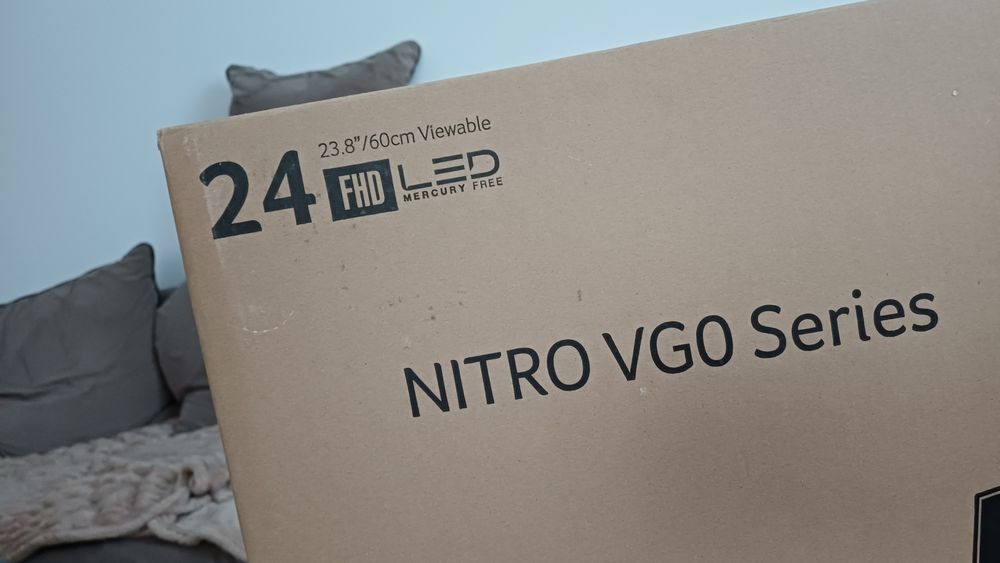 24
23.8"/60cm Viewable
FHD LED
MERCURY FREE
NITRO VG0 Series